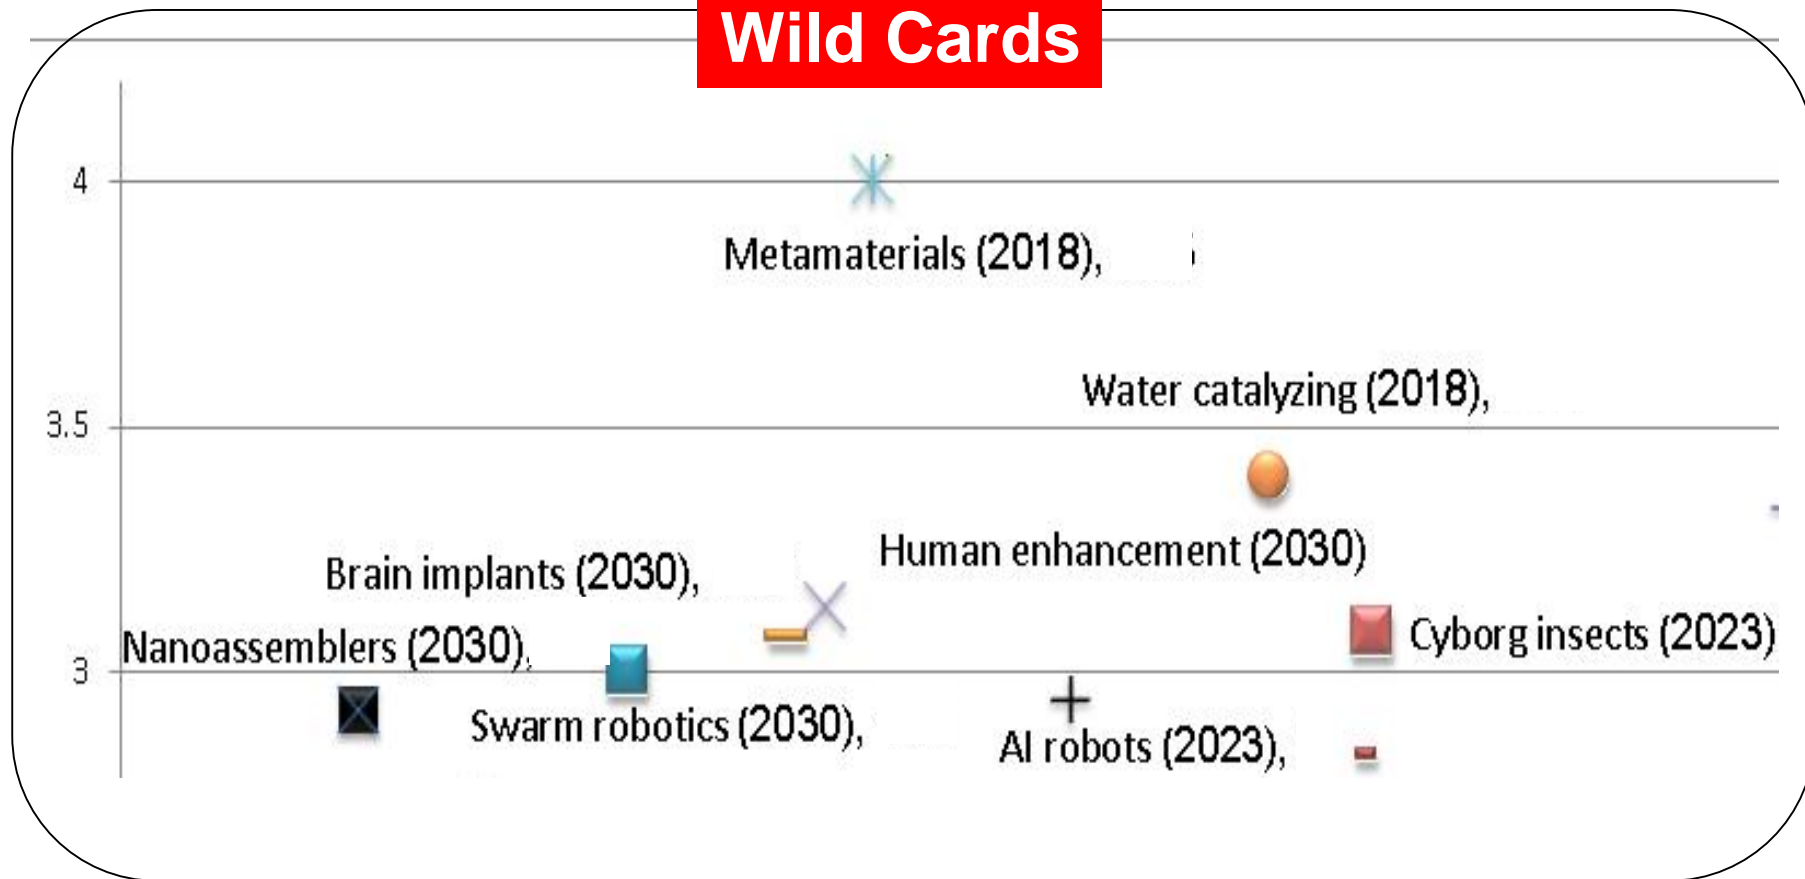 Wild Cards
4
Metamaterials (2018),
Water catalyzing (2018),
3.5
Human enhancement (2030)
Brain implants (2030),
Cyborg insects (2023)
Nanoassemblers (2030),
3
Swarm robotics (2030),
AI robots (2023),